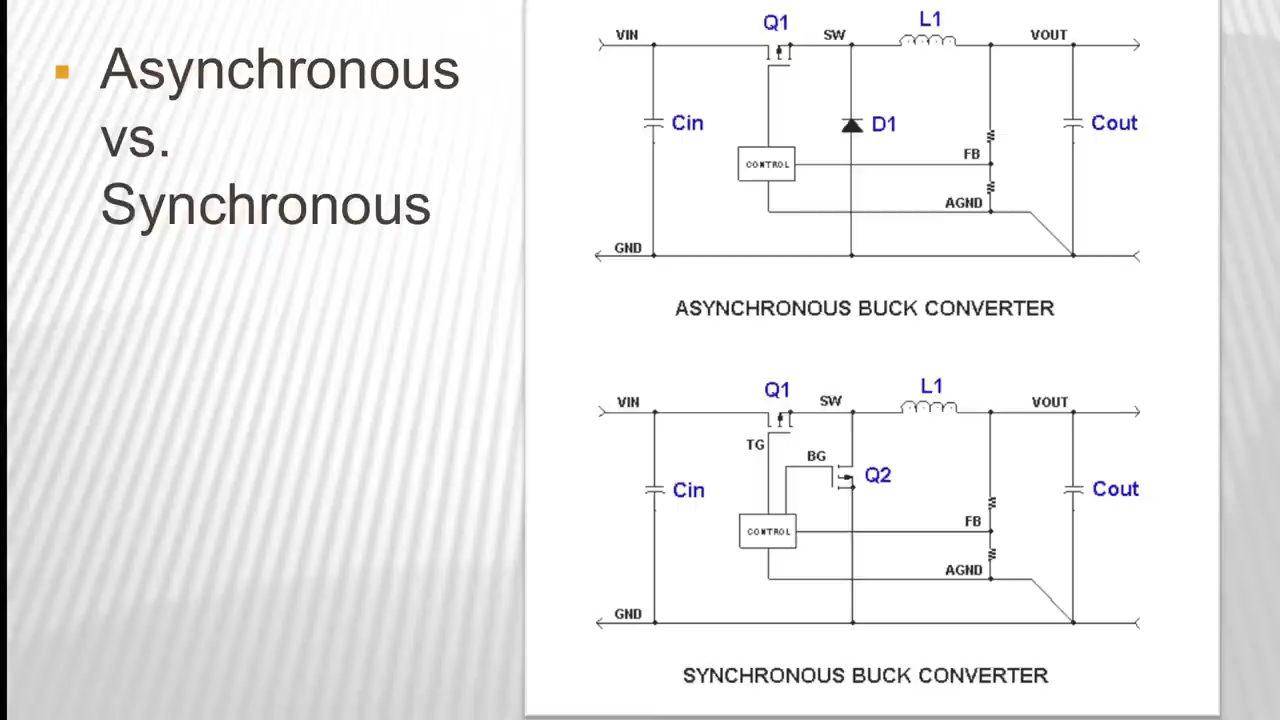 Asynchronous
vs.
Synchronous
Q1
L1
VIN
SW
VOUT
Cin
D1
Cout
CONTROL
FB
AGND
GND
ASYNCHRONOUS BUCK CONVERTER
Q1
L1
VIN
SW
VOUT
TG
BG
Q2
Cin
Cout
CONTROL
FB
AGND
GND
SYNCHRONOUS BUCK CONVERTER